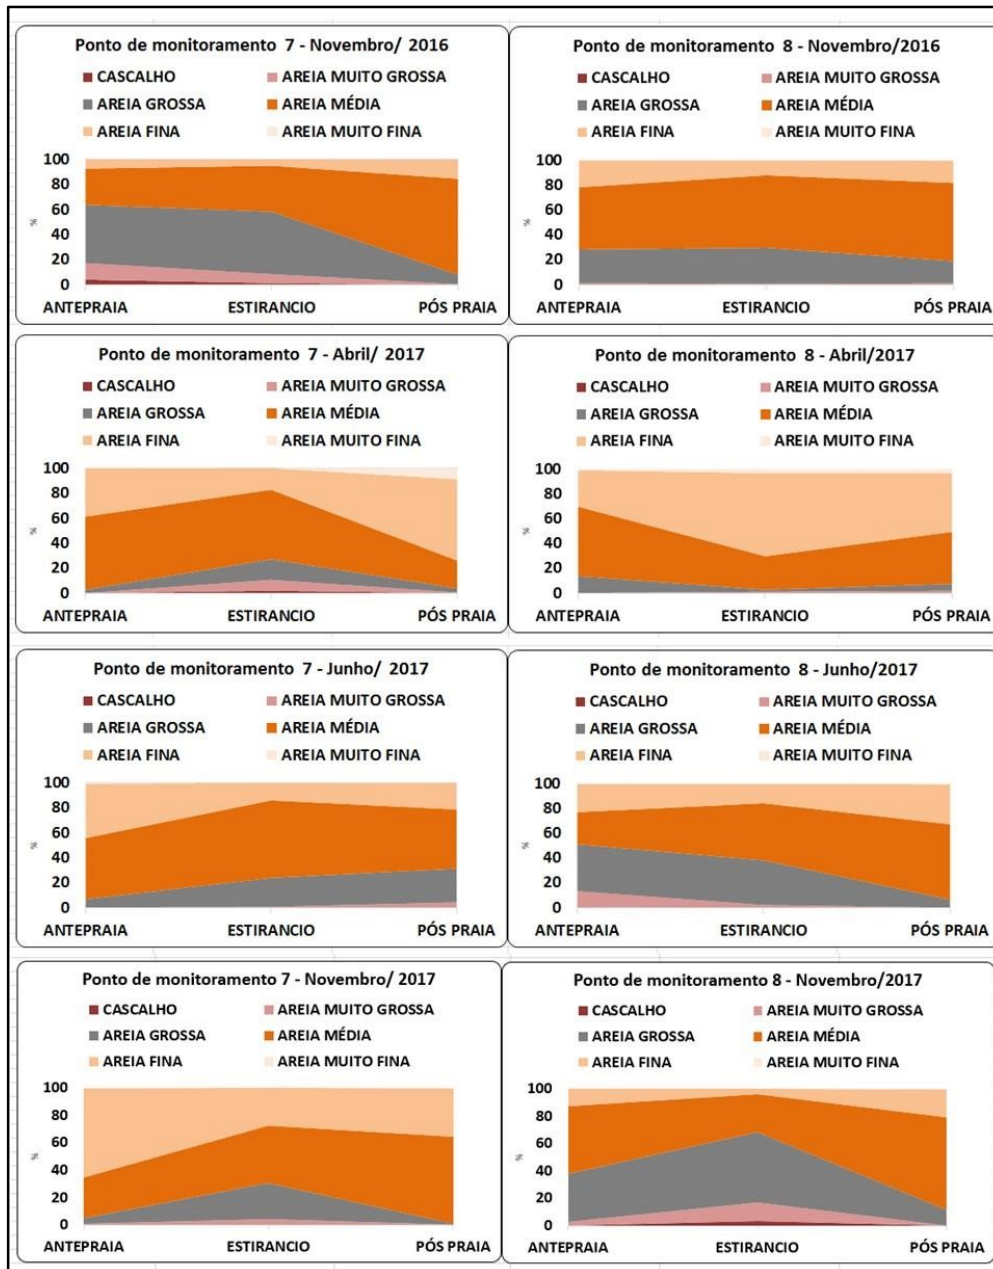 Ponto de monitoramento 7 - Novembro/ 2016
CASCALHO AREIA MUITO GROSSA
AREIA GROSSA AREIA MÉDIA
AREIA FINA AREIA MUITO FINA
100
80
60
40
20
0
%
ANTEPRAIA ESTIRANCIO PÓS PRAIA
Ponto de monitoramento 8 - Novembro/2016
CASCALHO AREIA MUITO GROSSA
AREIA GROSSA AREIA MÉDIA
AREIA FINA AREIA MUITO FINA
100
80
60
40
20
0
%
ANTEPRAIA ESTIRANCIO PÓS PRAIA
Ponto de monitoramento 7 - Abril/ 2017
CASCALHO AREIA MUITO GROSSA
AREIA GROSSA AREIA MÉDIA
AREIA FINA AREIA MUITO FINA
100
80
60
40
20
0
%
ANTEPRAIA ESTIRANCIO PÓS PRAIA
Ponto de monitoramento 8 - Abril/2017
CASCALHO AREIA MUITO GROSSA
AREIA GROSSA AREIA MÉDIA
AREIA FINA AREIA MUITO FINA
100
80
60
40
20
0
%
ANTEPRAIA ESTIRANCIO PÓS PRAIA
Ponto de monitoramento 7 - Junho/ 2017
CASCALHO AREIA MUITO GROSSA
AREIA GROSSA AREIA MÉDIA
AREIA FINA AREIA MUITO FINA
100
80
60
40
20
0
%
ANTEPRAIA ESTIRANCIO PÓS PRAIA
Ponto de monitoramento 8 - Junho/2017
CASCALHO AREIA MUITO GROSSA
AREIA GROSSA AREIA MÉDIA
AREIA FINA AREIA MUITO FINA
100
80
60
40
20
0
%
ANTEPRAIA ESTIRANCIO PÓS PRAIA
Ponto de monitoramento 7 - Novembro/ 2017
CASCALHO AREIA MUITO GROSSA
AREIA GROSSA AREIA MÉDIA
AREIA FINA AREIA MUITO FINA
100
80
60
40
20
0
%
ANTEPRAIA ESTIRANCIO PÓS PRAIA
Ponto de monitoramento 8 - Novembro/2017
CASCALHO AREIA MUITO GROSSA
AREIA GROSSA AREIA MÉDIA
AREIA FINA AREIA MUITO FINA
100
80
60
40
20
0
%
ANTEPRAIA ESTIRANCIO PÓS PRAIA